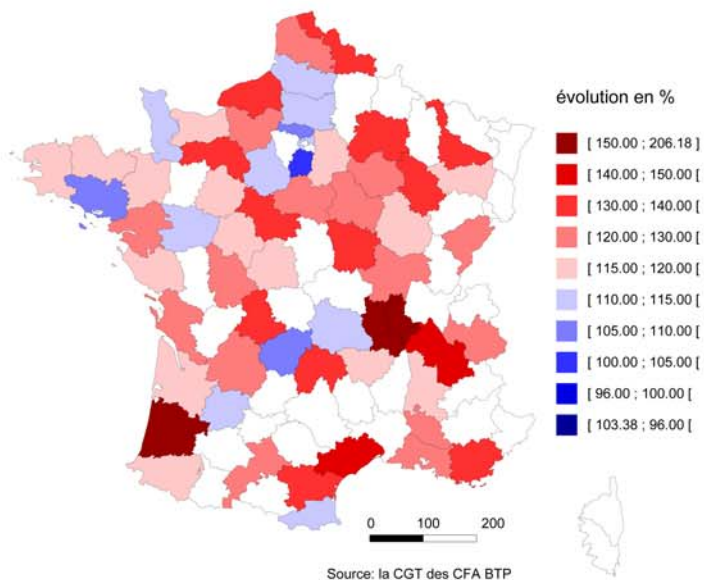 évolution en %
[ 150.00 ; 206.18 [
[ 140.00 ; 150.00 [
[ 130.00 ; 140.00 [
[ 120.00 ; 130.00 [
[ 115.00 ; 120.00 [
[ 110.00 ; 115.00 [
[ 105.00 ; 110.00 [
[ 100.00 ; 105.00 [
[ 96.00 ; 100.00 [
[ 103.38 ; 96.00 [
0 100 200
Source: la CGT des CFA BTP